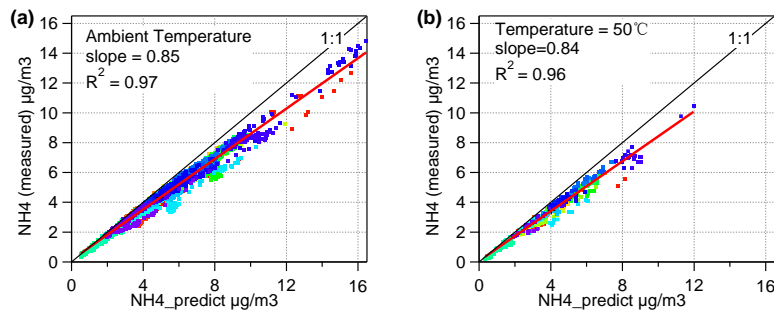 (a)
Ambient Temperature
slope = 0.85
R² = 0.97
1:1
NH4 (measured) µg/m3
16
14
12
10
8
6
4
2
0
0 4 8 12 16
NH4_predict µg/m3
(b)
Temperature = 50℃
slope=0.84
R² = 0.96
1:1
NH4 (measured) µg/m3
16
14
12
10
8
6
4
2
0
0 4 8 12 16
NH4_predict µg/m3